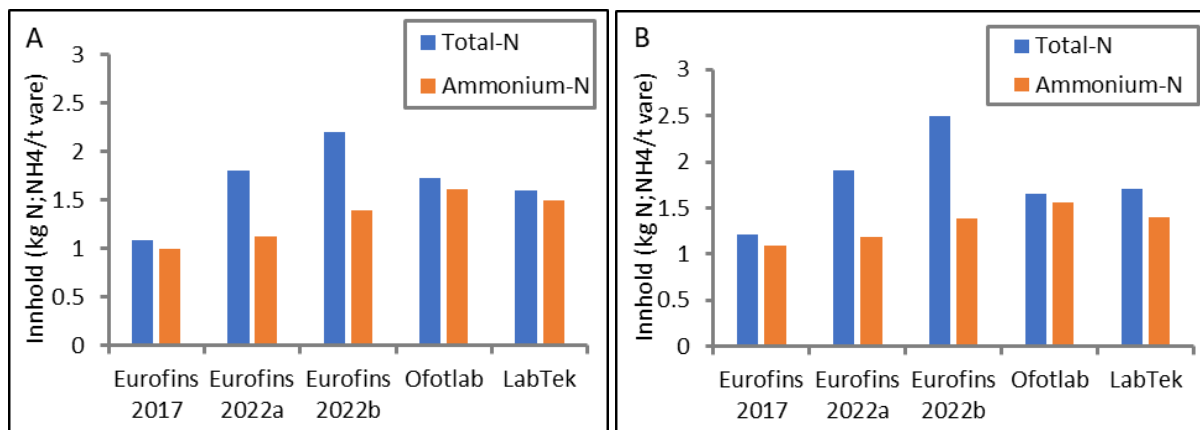 A
Total-N
Ammonium-N
Innhold (kg N;NH4/t vare)
3
2.5
2
1.5
1
0.5
0
Eurofins 2017
Eurofins 2022a
Eurofins 2022b
Ofotlab
LabTek
B
Total-N
Ammonium-N
Innhold (kg N;NH4/t vare)
3
2.5
2
1.5
1
0.5
0
Eurofins 2017
Eurofins 2022a
Eurofins 2022b
Ofotlab
LabTek